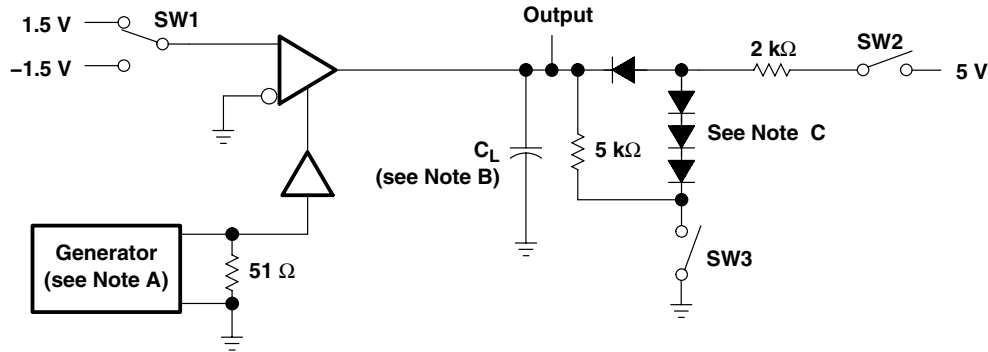 Output
1.5 V
SW1
2 kΩ
SW2
–1.5 V
5 V
See Note C
CL
(see Note B)
5 kΩ
Generator
(see Note A)
51 Ω
SW3